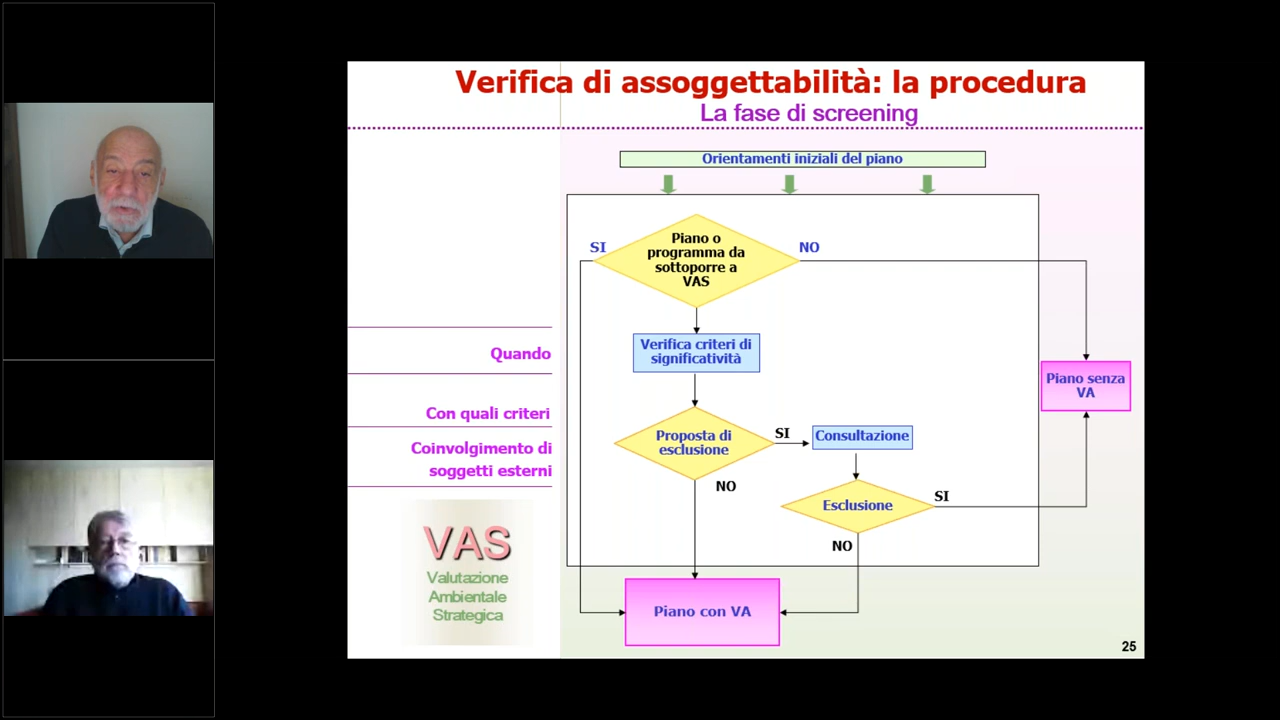 Verifica di assoggettabilità: la procedura
La fase di screening
Orientamenti iniziali del piano
SI
Piano o
programma da
sottoporre a
VAS
NO
Verifica criteri di
significatività
Quando
Piano senza
VA
Con quali criteri
Proposta di
esclusione
SI
Consultazione
Coinvolgimento di
soggetti esterni
NO
Esclusione
SI
NO
VAS
Valutazione
Ambientale
Strategica
Piano con VA
25